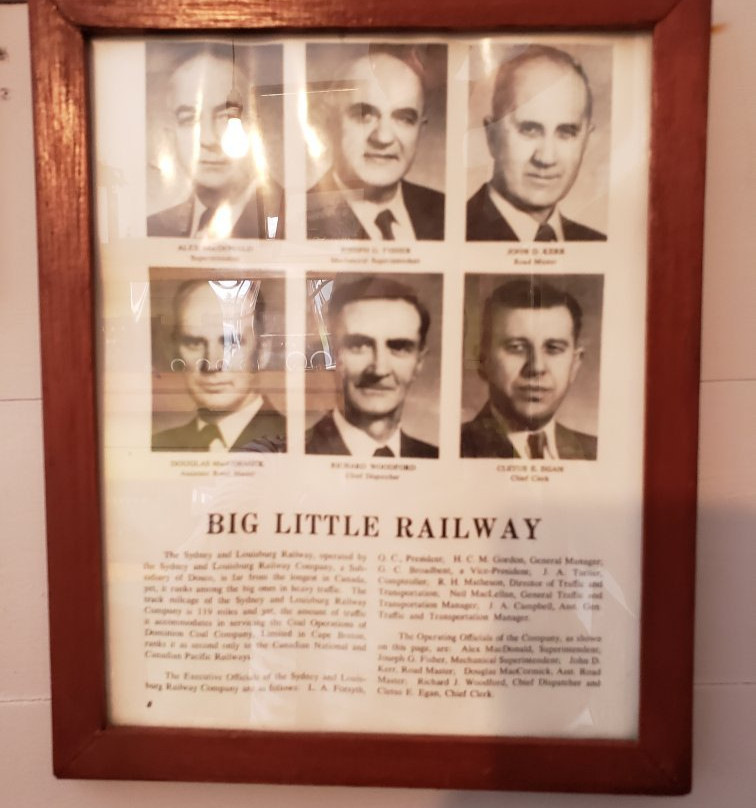 ALEX MacDONALD
Superintendent
JOSEPH G. FISHER
Mechanical Superintendent
JOHN D. KERR
Road Master
DOUGLAS MacCORMICK
Assistant Road Master
RICHARD WOODFORD
Chief Dispatcher
CLETUS E. EGAN
Chief Clerk
BIG LITTLE RAILWAY
The Sydney and Louisburg Railway, operated by
the Sydney and Louisburg Railway Company, a Sub-
sidiary of Dosco, is far from the longest in Canada,
yet, it ranks among the big ones in heavy traffic. The
track mileage of the Sydney and Louisburg Railway
Company is 119 miles and yet, the amount of traffic
it accommodates in servicing the Coal Operations of
Dominion Coal Company, Limited in Cape Breton,
ranks it as second only to the Canadian National and
Canadian Pacific Railways.
The Executive Officials of the Sydney and Louis-
burg Railway Company are as follows: L. A. Forsyth,
Q. C., President; H. C. M. Gordon, General Manager;
G. C. Broadbent, a Vice-President; J. A. Turner,
Comptroller; R. H. Matheson, Director of Traffic and
Transportation; Neil MacLellan, General Traffic and
Transportation Manager; J. A. Campbell, Asst. Gen.
Traffic and Transportation Manager.
The Operating Officials of the Company, as shown
on this page, are: Alex MacDonald, Superintendent;
Joseph G. Fisher, Mechanical Superintendent; John D.
Kerr, Road Master; Douglas MacCormick, Asst. Road
Master; Richard J. Woodford, Chief Dispatcher and
Cletus E. Egan, Chief Clerk.